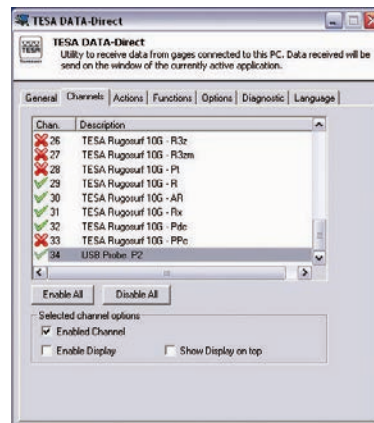 TESA DATA-Direct
TESA
TESA DATA-Direct
Utility to receive data from gages connected to this PC. Data received will be
send on the window of the currently active application.
General Channels Actions Functions Options Diagnostic Language
Chan. Description
26 TESA Rugosurf 10G - R3z
27 TESA Rugosurf 10G - R3zm
28 TESA Rugosurf 10G - Pt
29 TESA Rugosurf 10G - R
30 TESA Rugosurf 10G - AR
31 TESA Rugosurf 10G - Rx
32 TESA Rugosurf 10G - Pdc
33 TESA Rugosurf 10G - PPc
34 USB Probe. P2
Enable All Disable All
Selected channel options
Enabled Channel
Enable Display Show Display on top